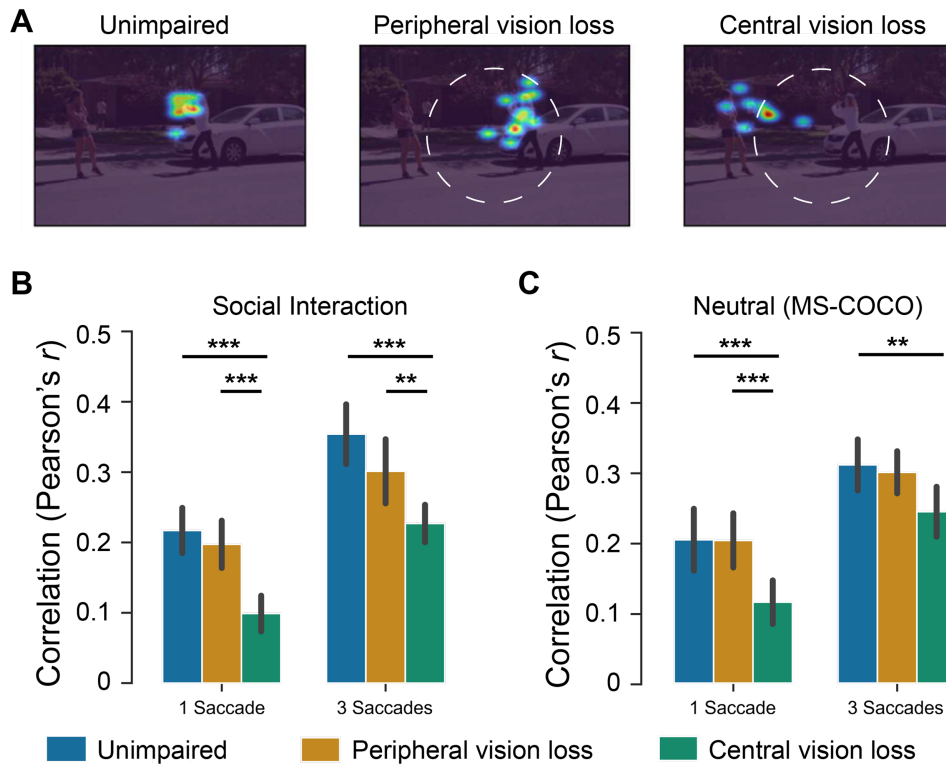 A
Unimpaired
Peripheral vision loss
Central vision loss
B
Social Interaction
Correlation (Pearson's r)
0.5
0.4
0.3
0.2
0.1
0
***
***
***
**
1 Saccade
3 Saccades
C
Neutral (MS-COCO)
Correlation (Pearson's r)
0.5
0.4
0.3
0.2
0.1
0
***
***
**
1 Saccade
3 Saccades
Unimpaired
Peripheral vision loss
Central vision loss